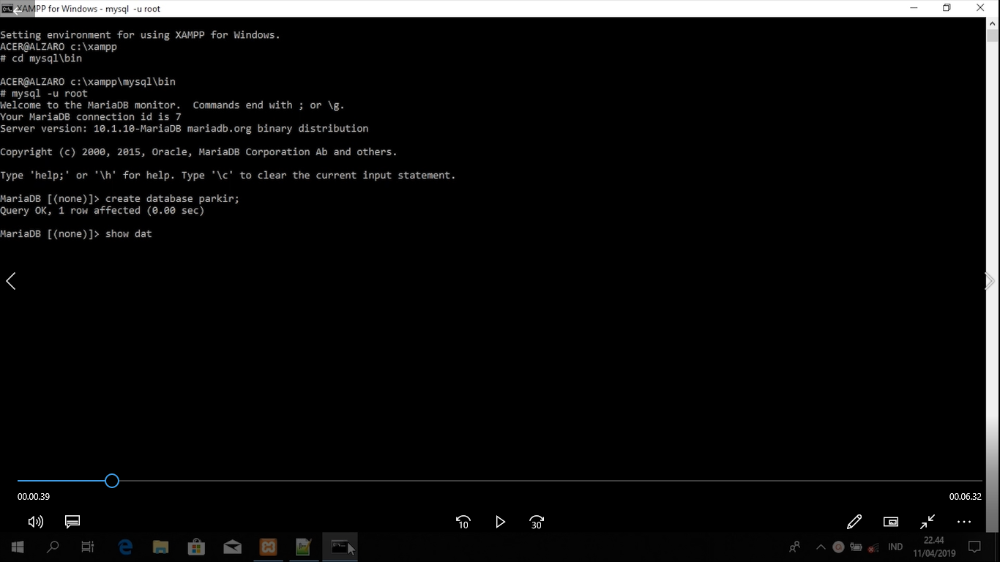 XAMPP for Windows - mysql  -u root
Setting environment for using XAMPP for Windows.
ACER@ALZARO c:\xampp
# cd mysql\bin
ACER@ALZARO c:\xampp\mysql\bin
# mysql -u root
Welcome to the MariaDB monitor.  Commands end with ; or \g.
Your MariaDB connection id is 7
Server version: 10.1.10-MariaDB mariadb.org binary distribution
Copyright (c) 2000, 2015, Oracle, MariaDB Corporation Ab and others.
Type 'help;' or '\h' for help. Type '\c' to clear the current input statement.
MariaDB [(none)]> create database parkir;
Query OK, 1 row affected (0.00 sec)
MariaDB [(none)]> show dat
00.00.39
00.06.32
10
30
IND
22.44
11/04/2019